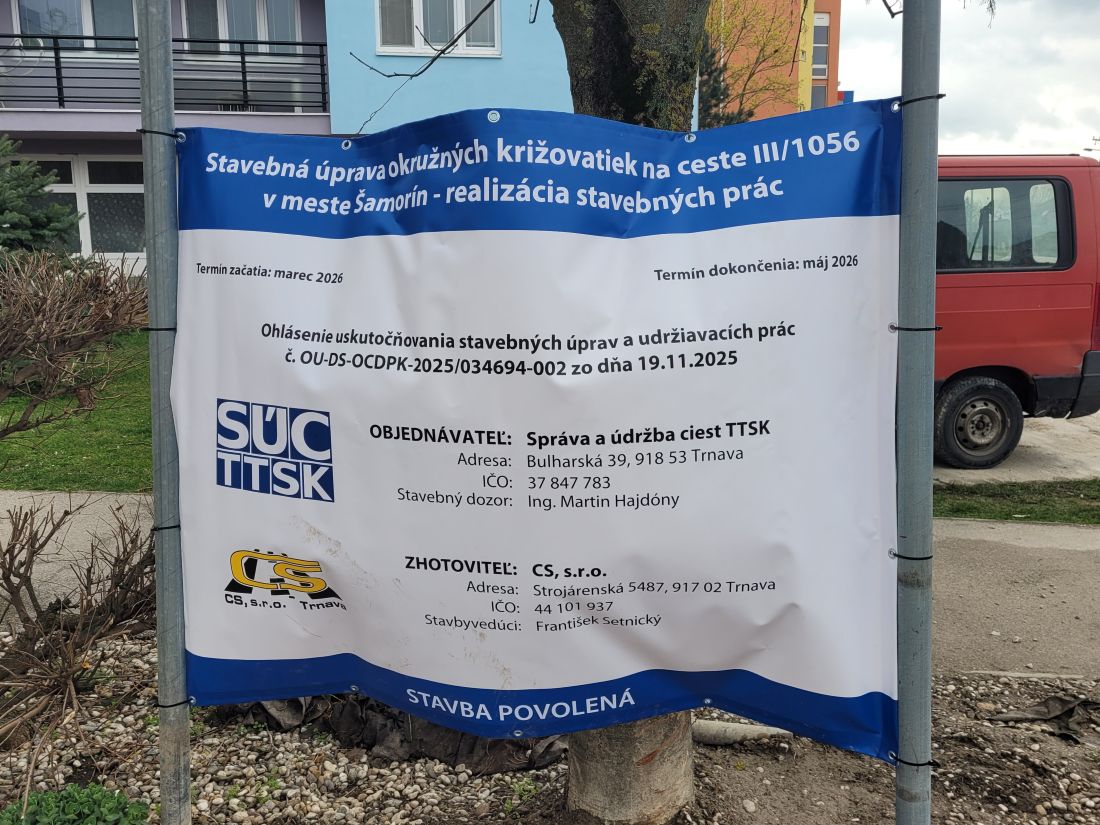 Stavebná úprava okružných križovatiek na ceste III/1056
v meste Šamorín - realizácia stavebných prác
Termín začatia: marec 2026
Termín dokončenia: máj 2026
Ohlásenie uskutočňovania stavebných úprav a udržiavacích prác
č. OU-DS-OCDPK-2025/034694-002 zo dňa 19.11.2025
SÚC
TTSK
OBJEDNÁVATEĽ: Správa a údržba ciest TTSK
Adresa: Bulharská 39, 918 53 Trnava
IČO: 37 847 783
Stavebný dozor: Ing. Martin Hajdóny
CS
CS, s.r.o. Trnava
ZHOTOVITEĽ: CS, s.r.o.
Adresa: Strojárenská 5487, 917 02 Trnava
IČO: 44 101 937
Stavbyvedúci: František Setnický
STAVBA POVOLENÁ